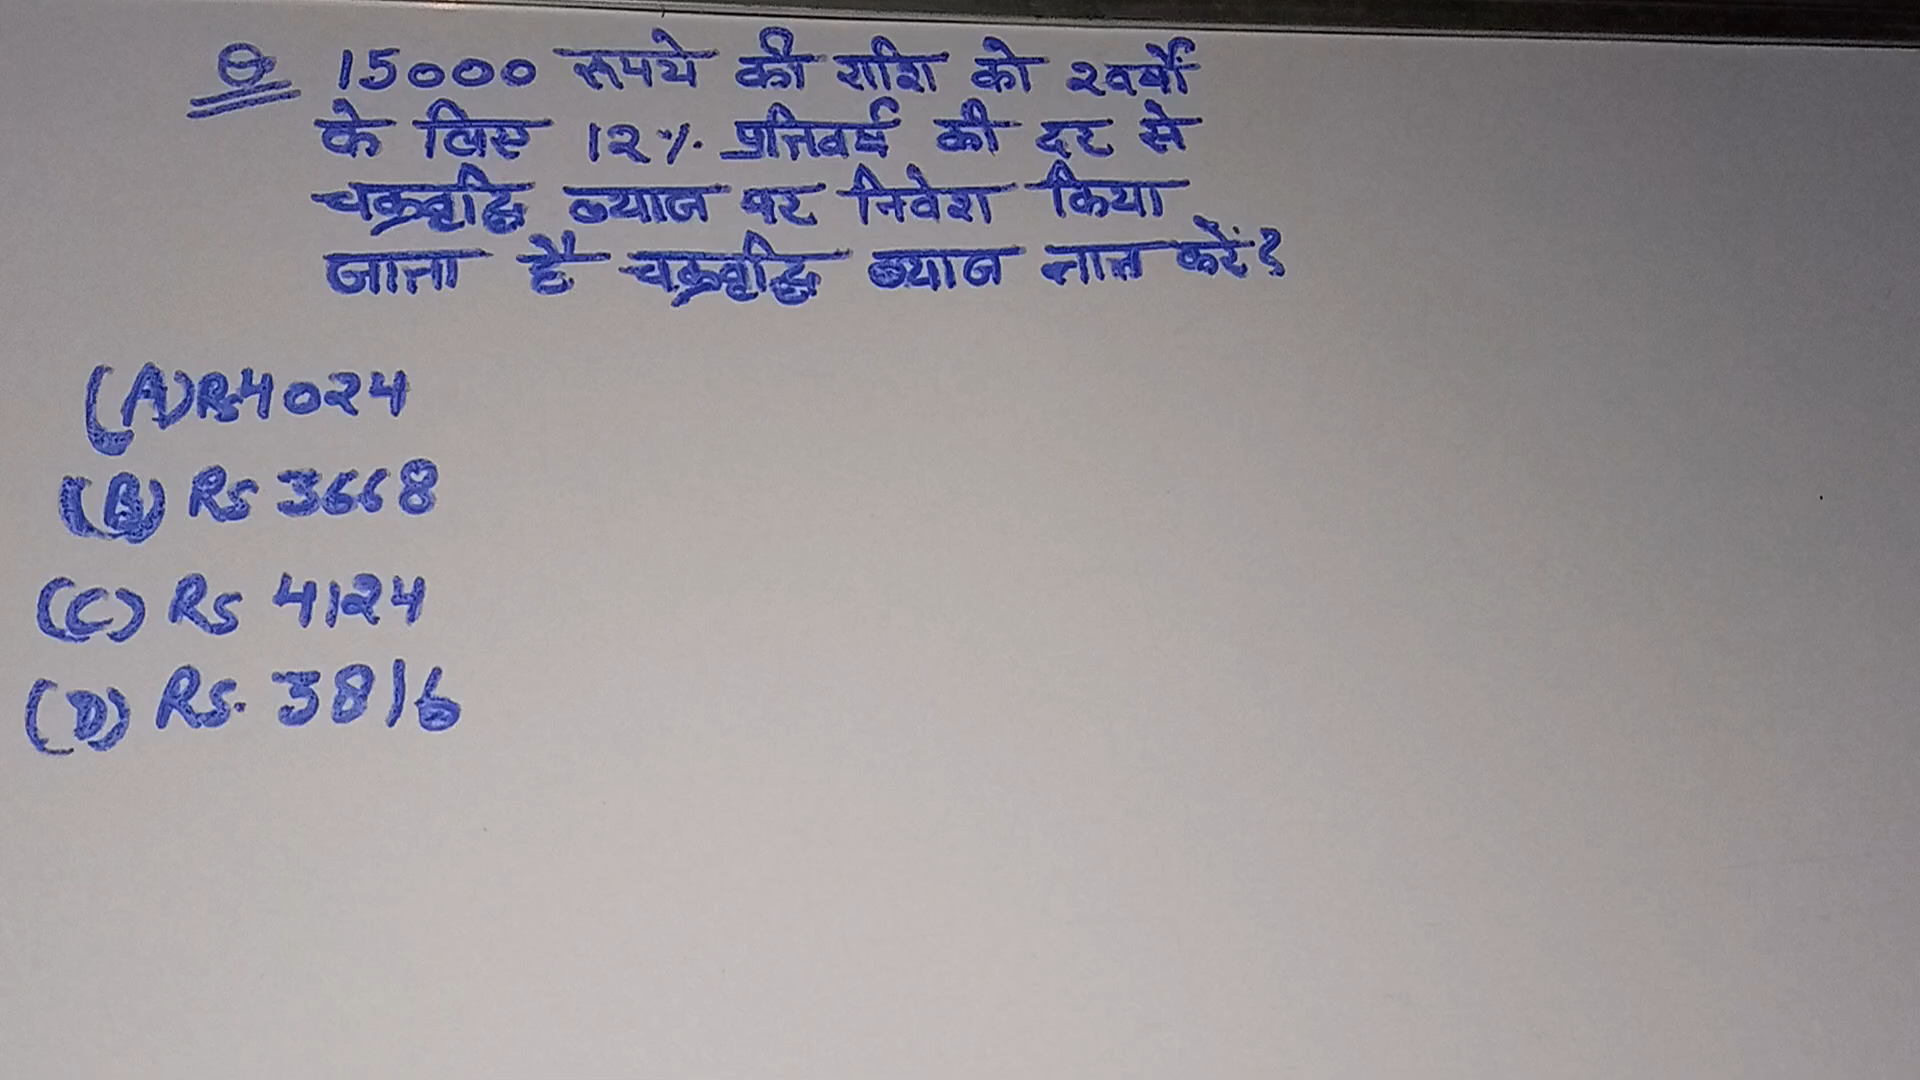 Q 15000 रूपये की राशि को 2वर्षों
के लिए 12%. प्रतिवर्ष की दर से
चक्रवृद्धि ब्याज पर निवेश किया
जाता है चक्रवृद्धि ब्याज ज्ञात करें?
(A) Rs 4024
(B) Rs 3668
(C) Rs 4124
(D) Rs. 3816